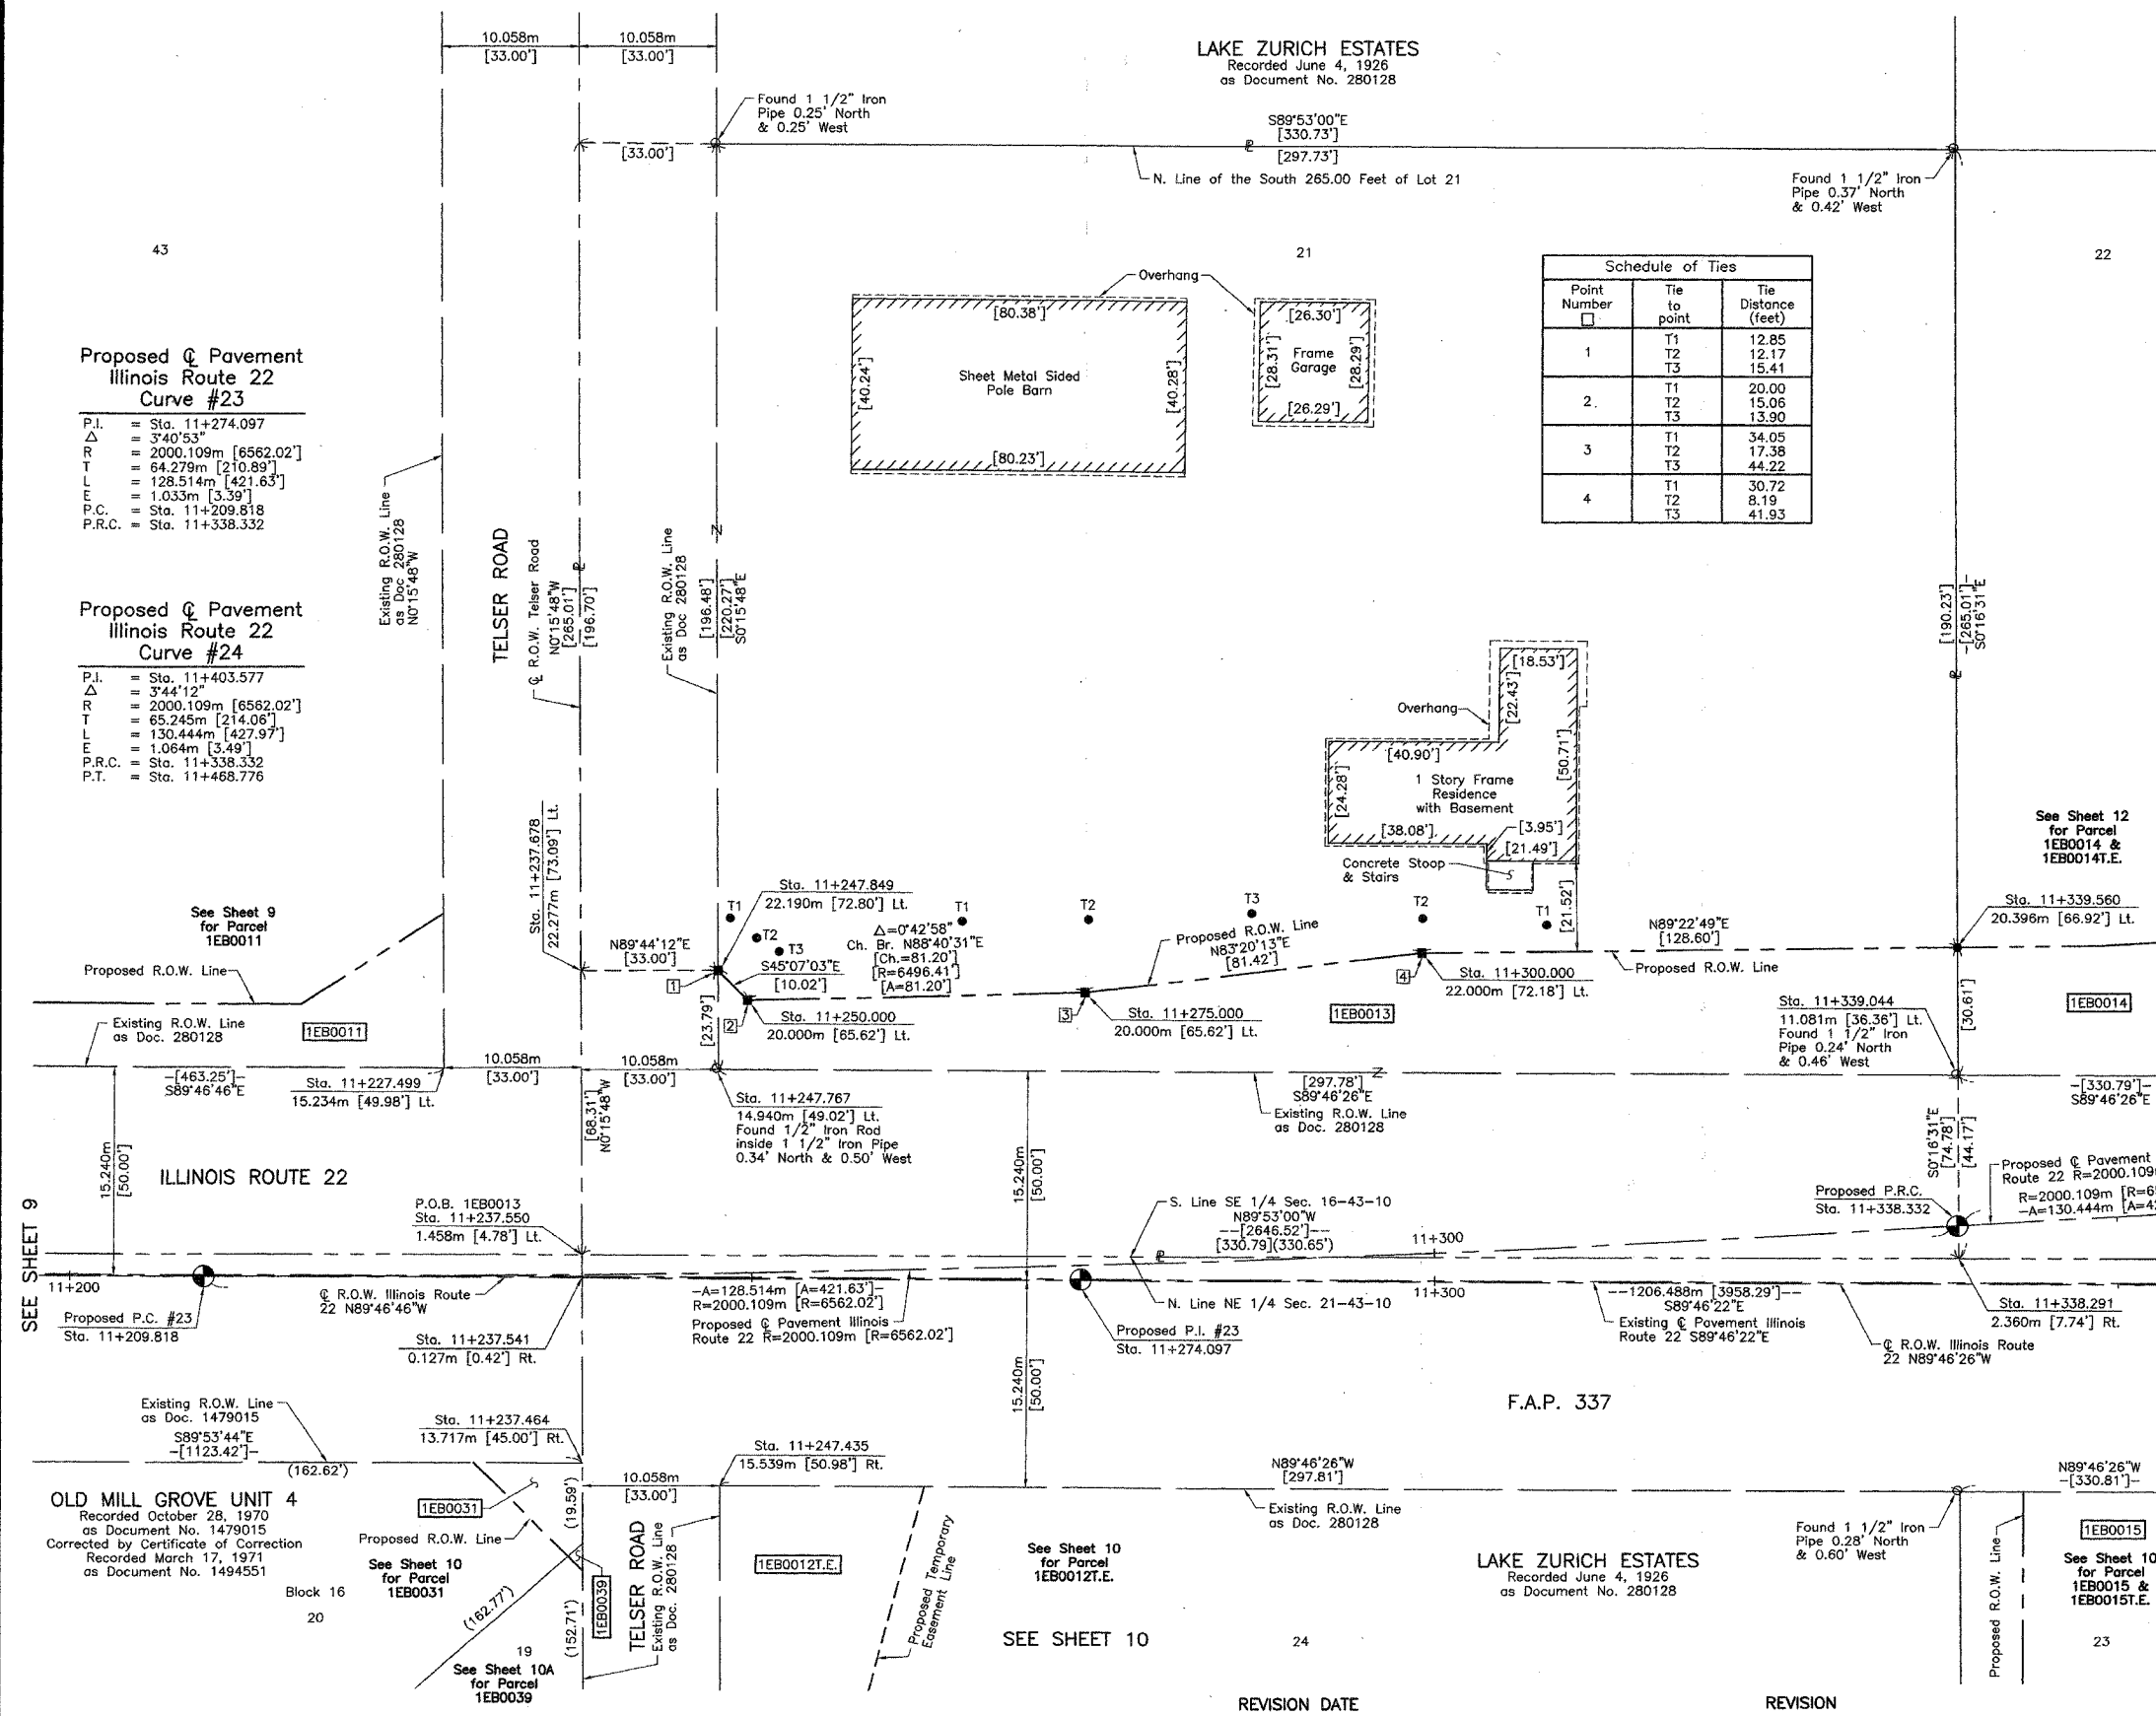 10.058m
[33.00']
10.058m
[33.00']
LAKE ZURICH ESTATES
Recorded June 4, 1926
as Document No. 280128
Found 1 1/2" Iron
Pipe 0.25' North
& 0.25' West
[33.00']
S89°53'00"E
[330.73']
[297.73']
N. Line of the South 265.00 Feet of Lot 21
Found 1 1/2" Iron
Pipe 0.37' North
& 0.42' West
43
21
22
Schedule of Ties
Point Number
Tie to point
Tie Distance (feet)
1 T1 12.85
T2 12.17
T3 15.41
2 T1 20.00
T2 15.06
T3 13.90
3 T1 34.05
T2 17.38
T3 44.22
4 T1 30.72
T2 8.19
T3 41.93
Overhang
[80.38']
[40.24']
Sheet Metal Sided
Pole Barn
[40.28']
[80.23']
[26.30']
[28.31']
Frame
Garage
[28.29']
[26.29']
Proposed ℄ Pavement
Illinois Route 22
Curve #23
P.I. = Sta. 11+274.097
Δ = 3°40'53"
R = 2000.109m [6562.02']
T = 64.279m [210.89']
L = 128.514m [421.63']
E = 1.033m [3.39']
P.C. = Sta. 11+209.818
P.R.C. = Sta. 11+338.332
Proposed ℄ Pavement
Illinois Route 22
Curve #24
P.I. = Sta. 11+403.577
Δ = 3°44'12"
R = 2000.109m [6562.02']
T = 65.245m [214.06']
L = 130.444m [427.97']
E = 1.064m [3.49']
P.R.C. = Sta. 11+338.332
P.T. = Sta. 11+468.776
Existing R.O.W. Line
as Doc 280128
N0°15'48"W
TELSER ROAD
℄ R.O.W. Telser Road
N0°15'48"W
[265.01']
[196.70']
Existing R.O.W. Line
as Doc 280128
[196.48']
[220.27']
S0°15'48"E
[190.23']
-[265.01']-
S0°16'31"E
Overhang
[18.53']
[22.43']
[40.90']
[50.71']
[24.28']
1 Story Frame
Residence
with Basement
[38.08']
[3.95']
[21.49']
Concrete Stoop
& Stairs
[21.52']
See Sheet 12
for Parcel
1EB0014 &
1EB0014T.E.
Sta. 11+237.678
22.277m [73.09'] Lt.
Sta. 11+247.849
22.190m [72.80'] Lt.
T1
T2
T3
T1
T2
T3
T2
T1
Sta. 11+339.560
20.396m [66.92'] Lt.
See Sheet 9
for Parcel
1EB0011
Proposed R.O.W. Line
N89°44'12"E
[33.00']
S45°07'03"E
[10.02']
Δ=0°42'58"
Ch. Br. N88°40'31"E
[Ch.=81.20']
[R=6496.41']
[A=81.20']
Proposed R.O.W. Line
N83°20'13"E
[81.42']
N89°22'49"E
[128.60']
Proposed R.O.W. Line
1
2
3
4
Sta. 11+250.000
20.000m [65.62'] Lt.
Sta. 11+275.000
20.000m [65.62'] Lt.
Sta. 11+300.000
22.000m [72.18'] Lt.
1EB0013
1EB0014
Sta. 11+339.044
11.081m [36.36'] Lt.
Found 1 1/2" Iron
Pipe 0.24' North
& 0.46' West
[30.61']
Existing R.O.W. Line
as Doc. 280128
1EB0011
[23.79']
-[463.25']-
S89°46'46"E
Sta. 11+227.499
15.234m [49.98'] Lt.
10.058m
[33.00']
10.058m
[33.00']
[68.31']
N0°15'48"W
Sta. 11+247.767
14.940m [49.02'] Lt.
Found 1/2" Iron Rod
inside 1 1/2" Iron Pipe
0.34' North & 0.50' West
[297.78']
S89°46'26"E
Existing R.O.W. Line
as Doc. 280128
-[330.79']-
S89°46'26"E
15.240m
[50.00']
15.240m
[50.00']
S0°16'31"E
[74.78']
[44.17']
ILLINOIS ROUTE 22
SEE SHEET 9
P.O.B. 1EB0013
Sta. 11+237.550
1.458m [4.78'] Lt.
S. Line SE 1/4 Sec. 16-43-10
N89°53'00"W
--[2646.52']--
[330.79'](330.65')
11+300
Proposed P.R.C.
Sta. 11+338.332
Proposed ℄ Pavement
Route 22 R=2000.109
R=2000.109m [R=6
-A=130.444m [A=4
11+200
Proposed P.C. #23
Sta. 11+209.818
℄ R.O.W. Illinois Route
22 N89°46'46"W
Sta. 11+237.541
0.127m [0.42'] Rt.
-A=128.514m [A=421.63']-
R=2000.109m [R=6562.02']
Proposed ℄ Pavement Illinois
Route 22 R=2000.109m [R=6562.02']
N. Line NE 1/4 Sec. 21-43-10
Proposed P.I. #23
Sta. 11+274.097
11+300
--1206.488m [3958.29']--
S89°46'22"E
Existing ℄ Pavement Illinois
Route 22 S89°46'22"E
Sta. 11+338.291
2.360m [7.74'] Rt.
℄ R.O.W. Illinois Route
22 N89°46'26"W
15.240m
[50.00']
F.A.P. 337
Existing R.O.W. Line
as Doc. 1479015
S89°53'44"E
-[1123.42']-
(162.62')
Sta. 11+237.464
13.717m [45.00'] Rt.
Sta. 11+247.435
15.539m [50.98'] Rt.
10.058m
[33.00']
N89°46'26"W
[297.81']
Existing R.O.W. Line
as Doc. 280128
N89°46'26"W
-[330.81']-
OLD MILL GROVE UNIT 4
Recorded October 28, 1970
as Document No. 1479015
Corrected by Certificate of Correction
Recorded March 17, 1971
as Document No. 1494551
Block 16
20
1EB0031
Proposed R.O.W. Line
See Sheet 10
for Parcel
1EB0031
(19.59')
(162.77')
(152.71')
1EB0039
19
See Sheet 10A
for Parcel
1EB0039
TELSER ROAD
Existing R.O.W. Line
as Doc. 280128
1EB0012T.E.
Proposed Temporary
Easement Line
See Sheet 10
for Parcel
1EB0012T.E.
SEE SHEET 10
24
LAKE ZURICH ESTATES
Recorded June 4, 1926
as Document No. 280128
Found 1 1/2" Iron
Pipe 0.28' North
& 0.60' West
Proposed R.O.W. Line
1EB0015
See Sheet 10
for Parcel
1EB0015 &
1EB0015T.E.
23
REVISION DATE
REVISION